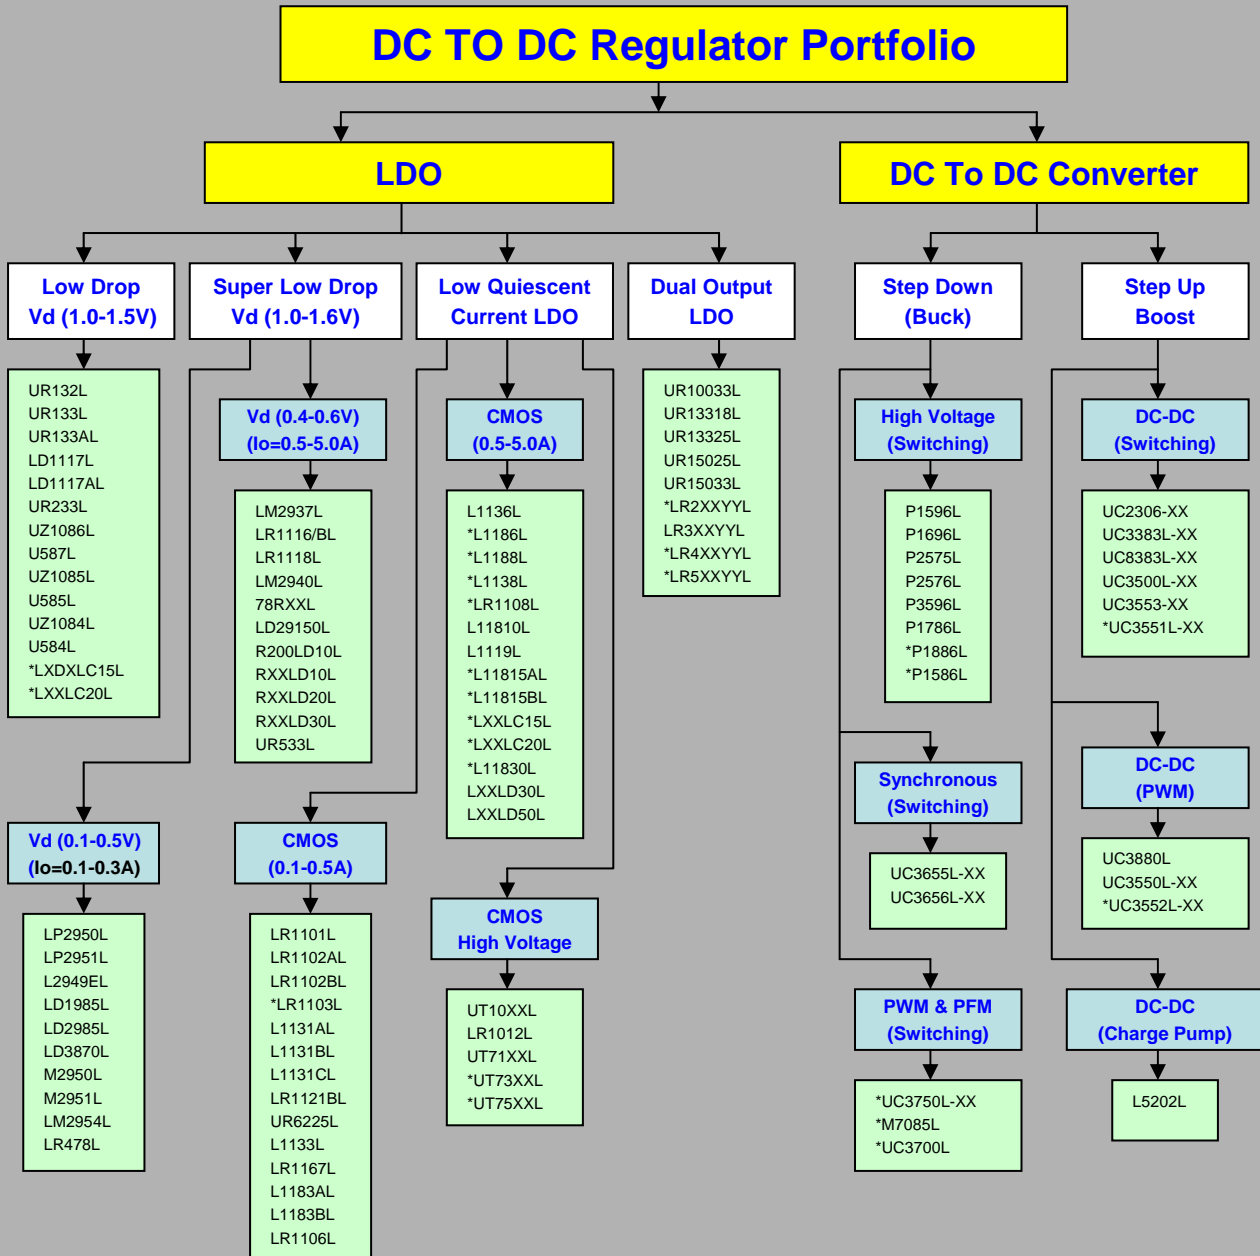 DC TO DC Regulator Portfolio
LDO
DC To DC Converter
Low Drop
Vd (1.0-1.5V)
Super Low Drop
Vd (1.0-1.6V)
Low Quiescent
Current LDO
Dual Output
LDO
Step Down
(Buck)
Step Up
Boost
UR132L
UR133L
UR133AL
LD1117L
LD1117AL
UR233L
UZ1086L
U587L
UZ1085L
U585L
UZ1084L
U584L
*LXDXLC15L
*LXXLC20L
Vd (0.4-0.6V)
(Io=0.5-5.0A)
LM2937L
LR1116/BL
LR1118L
LM2940L
78RXXL
LD29150L
R200LD10L
RXXLD10L
RXXLD20L
RXXLD30L
UR533L
CMOS
(0.5-5.0A)
L1136L
*L1186L
*L1188L
*L1138L
*LR1108L
L11810L
L1119L
*L11815AL
*L11815BL
*LXXLC15L
*LXXLC20L
*L11830L
LXXLD30L
LXXLD50L
UR10033L
UR13318L
UR13325L
UR15025L
UR15033L
*LR2XXYYL
LR3XXYYL
*LR4XXYYL
*LR5XXYYL
High Voltage
(Switching)
P1596L
P1696L
P2575L
P2576L
P3596L
P1786L
*P1886L
*P1586L
DC-DC
(Switching)
UC2306-XX
UC3383L-XX
UC8383L-XX
UC3500L-XX
UC3553-XX
*UC3551L-XX
Synchronous
(Switching)
UC3655L-XX
UC3656L-XX
DC-DC
(PWM)
UC3880L
UC3550L-XX
*UC3552L-XX
Vd (0.1-0.5V)
(Io=0.1-0.3A)
LP2950L
LP2951L
L2949EL
LD1985L
LD2985L
LD3870L
M2950L
M2951L
LM2954L
LR478L
CMOS
(0.1-0.5A)
LR1101L
LR1102AL
LR1102BL
*LR1103L
L1131AL
L1131BL
L1131CL
LR1121BL
UR6225L
L1133L
LR1167L
L1183AL
L1183BL
LR1106L
CMOS
High Voltage
UT10XXL
LR1012L
UT71XXL
*UT73XXL
*UT75XXL
PWM & PFM
(Switching)
*UC3750L-XX
*M7085L
*UC3700L
DC-DC
(Charge Pump)
L5202L